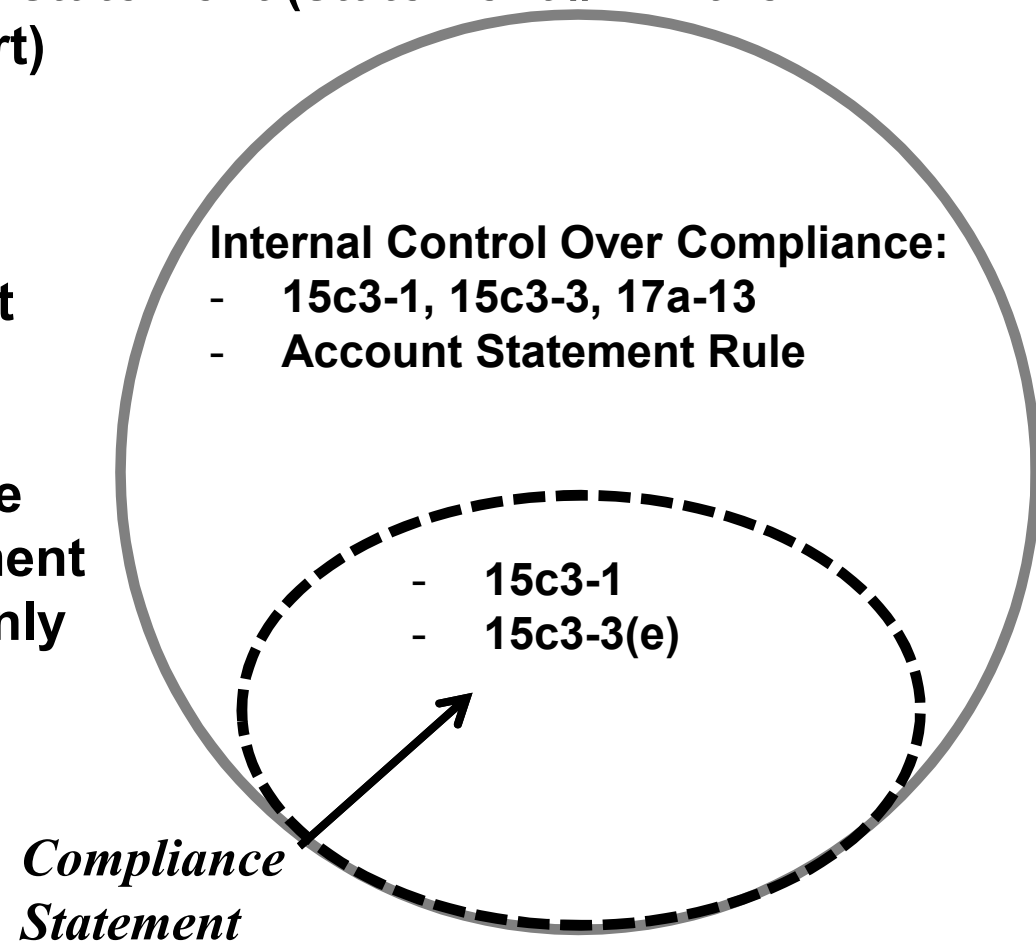 rt)
Internal Control Over Compliance:
- 15c3-1, 15c3-3, 17a-13
- Account Statement Rule
t
e
ment
nly
- 15c3-1
- 15c3-3(e)
Compliance
Statement